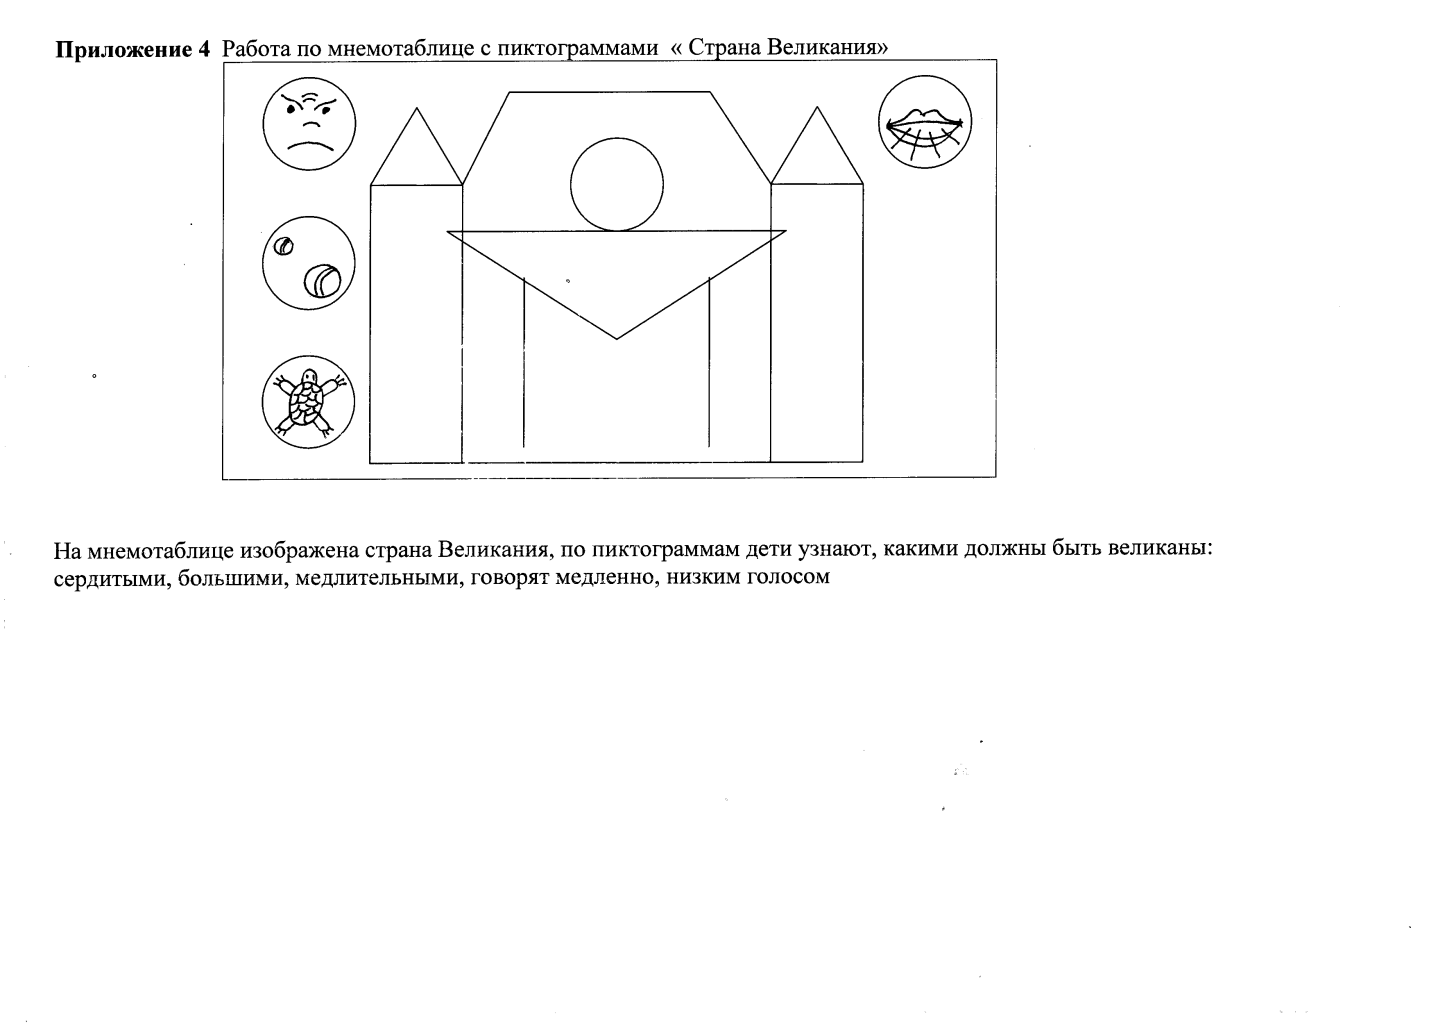 Приложение 4 Работа по мнемотаблице с пиктограммами « Страна Великания»
На мнемотаблице изображена страна Великания, по пиктограммам дети узнают, какими должны быть великаны:
сердитыми, большими, медлительными, говорят медленно, низким голосом